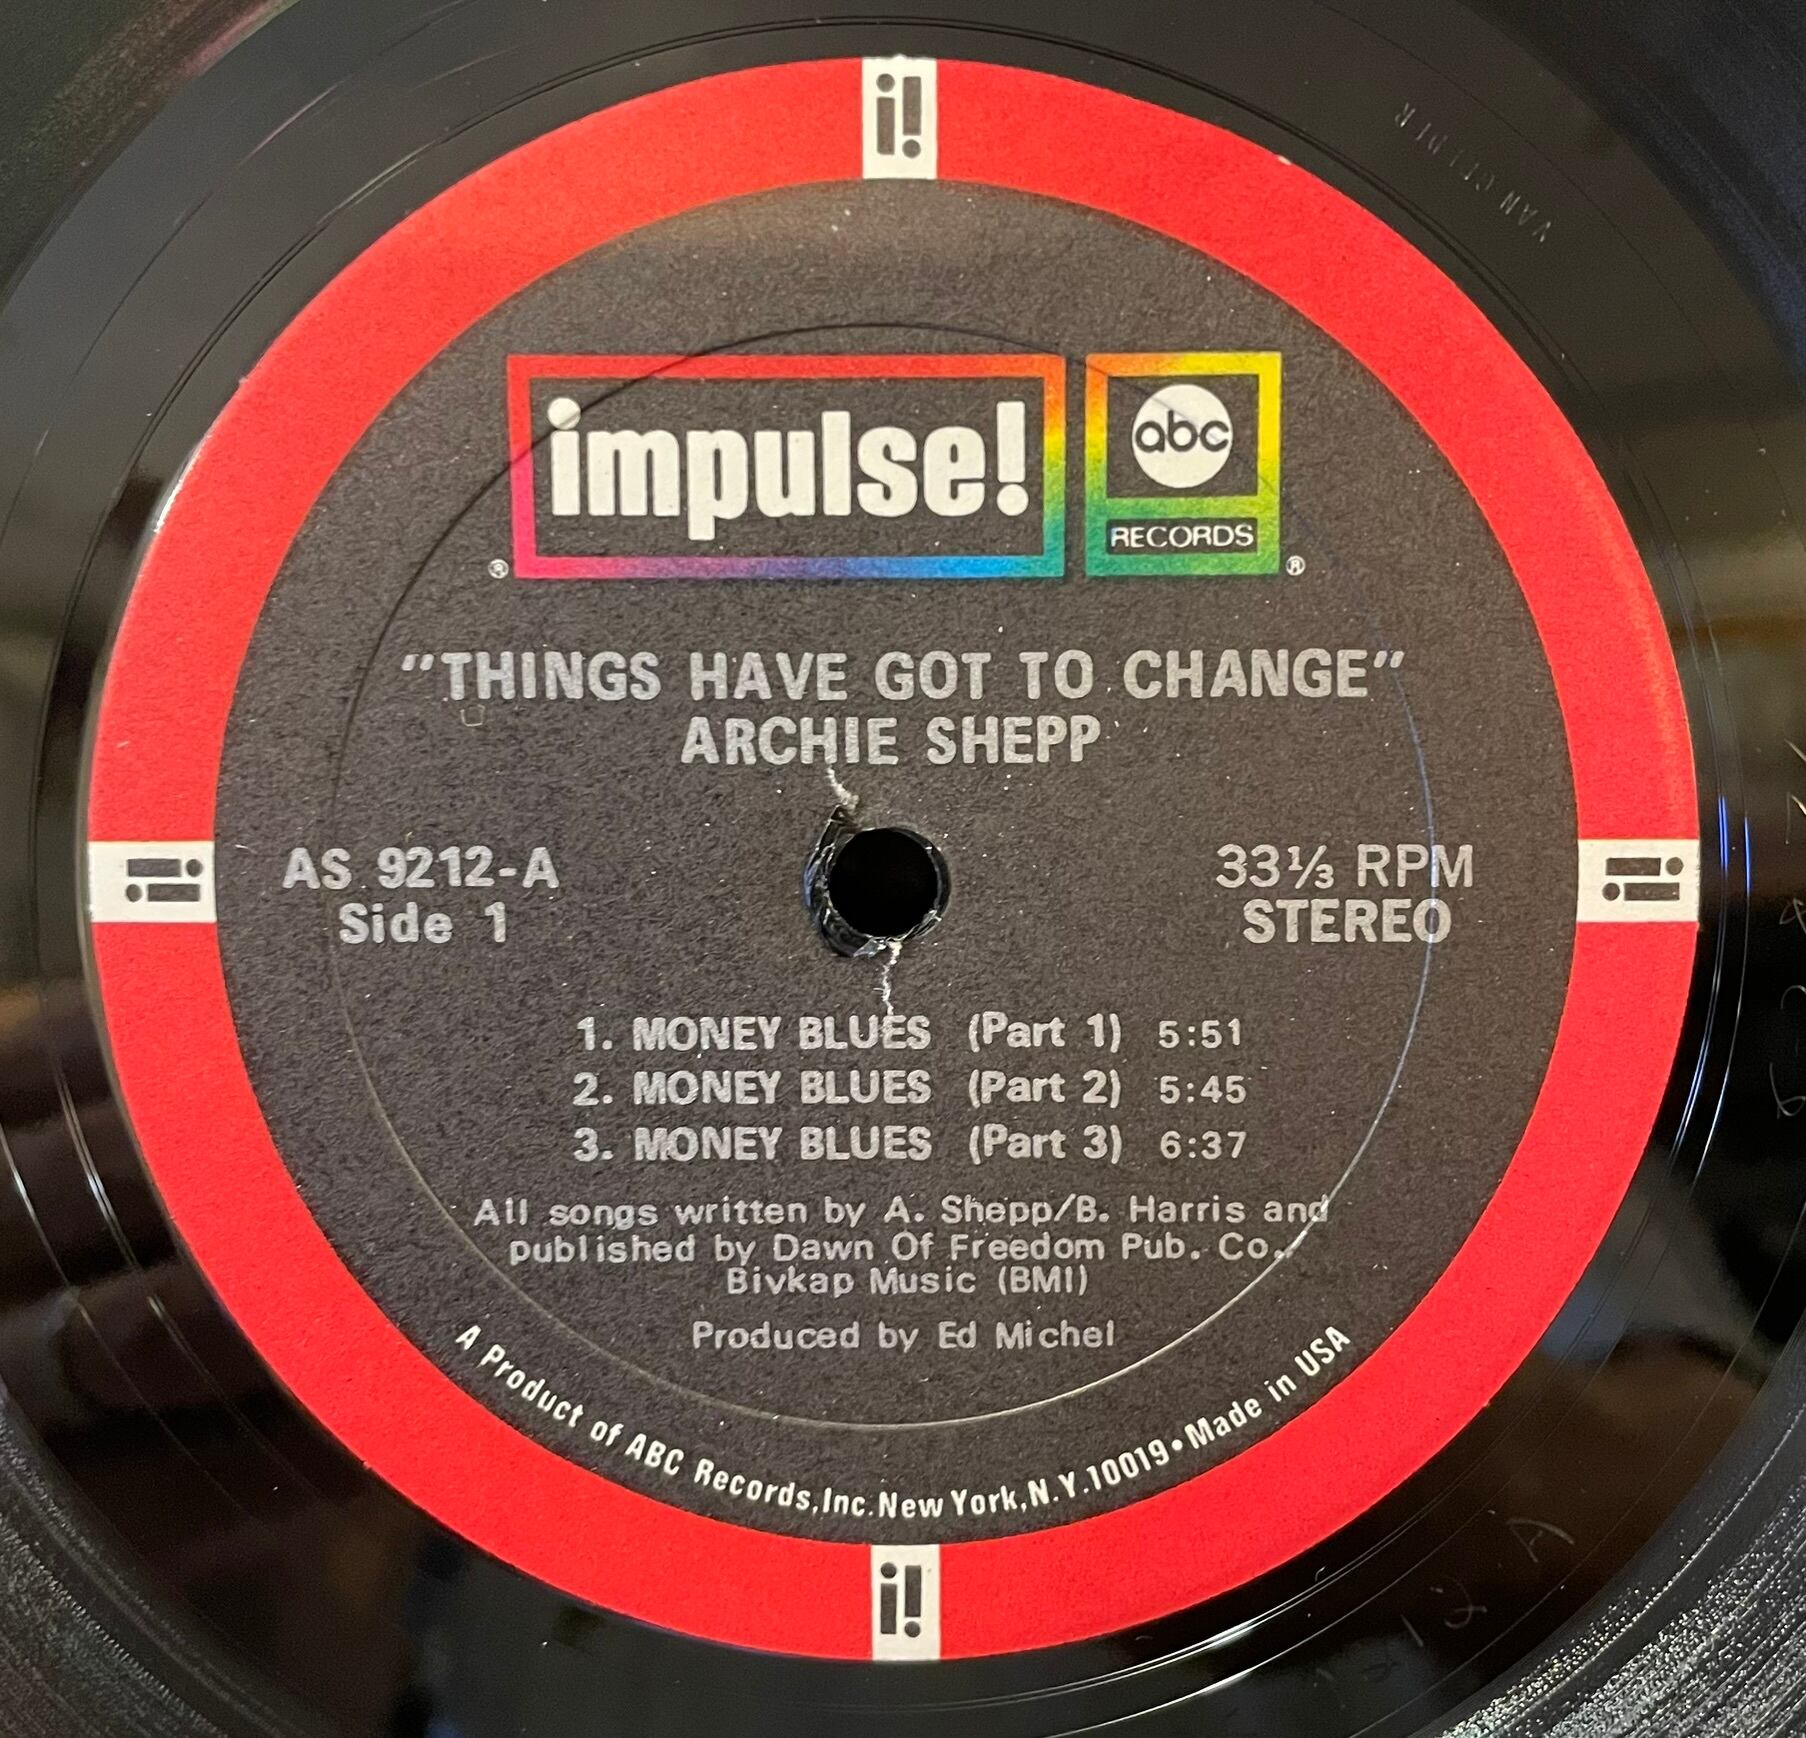 VAN GELDER
i!
impulse!
abc
RECORDS
® ®
"THINGS HAVE GOT TO CHANGE"
ARCHIE SHEPP
AS 9212-A
Side 1
33⅓ RPM
STEREO
i!
i!
1. MONEY BLUES (Part 1) 5:51
2. MONEY BLUES (Part 2) 5:45
3. MONEY BLUES (Part 3) 6:37
All songs written by A. Shepp/B. Harris and
published by Dawn Of Freedom Pub. Co.,
Bivkap Music (BMI)
Produced by Ed Michel
A Product of ABC Records, Inc. New York, N.Y. 10019 • Made in USA
i!